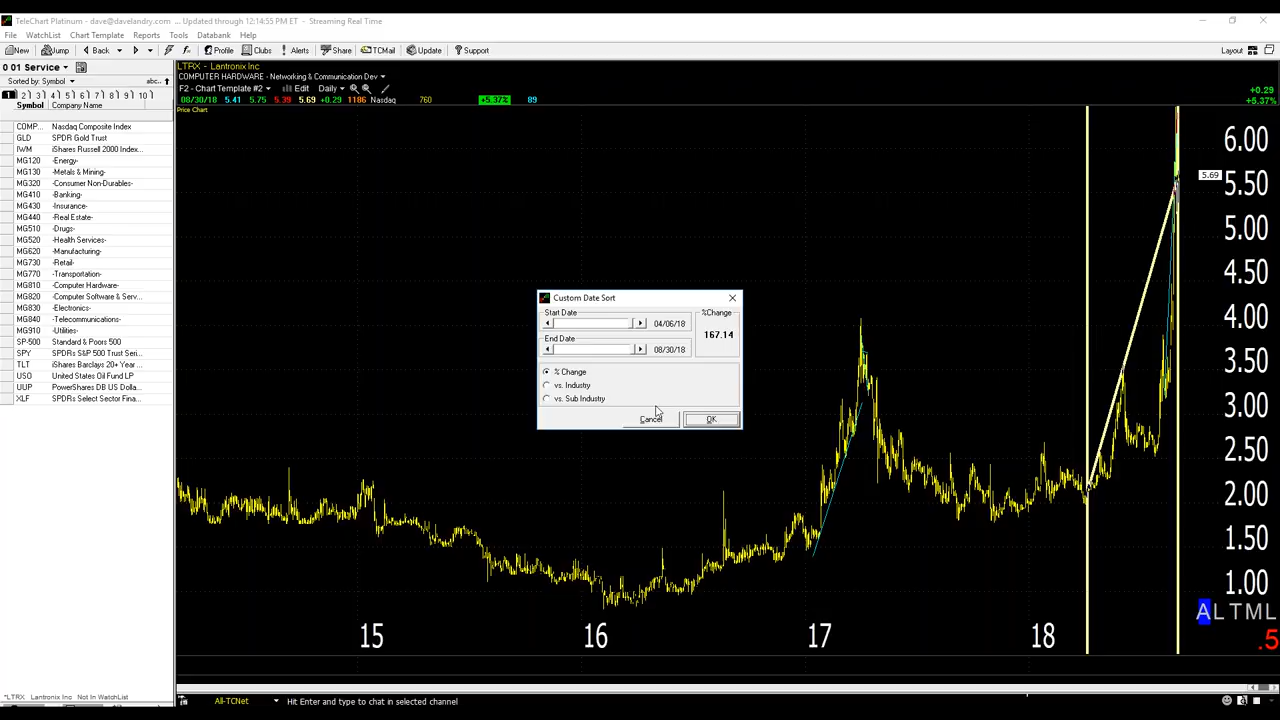 TeleChart Platinum - dave@davelandry.com ... Updated through 12:14:55 PM ET - Streaming Real Time
File WatchList Chart Template Reports Tools Databank Help
New Jump Back Profile Clubs Alerts Share TCMail Update Support Layout
0 01 Service
Sorted by: Symbol abc..
1 2 3 4 5 6 7 8 9 10
Symbol Company Name
COMP... Nasdaq Composite Index
GLD SPDR Gold Trust
IWM iShares Russell 2000 Index...
MG120 -Energy-
MG130 -Metals & Mining-
MG320 -Consumer Non-Durables-
MG410 -Banking-
MG430 -Insurance-
MG440 -Real Estate-
MG510 -Drugs-
MG520 -Health Services-
MG620 -Manufacturing-
MG730 -Retail-
MG770 -Transportation-
MG810 -Computer Hardware-
MG820 -Computer Software & Serv...
MG830 -Electronics-
MG840 -Telecommunications-
MG910 -Utilities-
SP-500 Standard & Poors 500
SPY SPDRs S&P 500 Trust Seri...
TLT iShares Barclays 20+ Year ...
USO United States Oil Fund LP
UUP PowerShares DB US Dolla...
XLF SPDRs Select Sector Fina...
*LTRX Lantronix Inc Not In WatchList
LTRX - Lantronix Inc
COMPUTER HARDWARE - Networking & Communication Dev
F2 - Chart Template #2 Edit Daily
08/30/18 5.41 5.75 5.39 5.69 +0.29 1186 Nasdaq 760 +5.37% 89
+0.29
+5.37%
Price Chart
6.00
5.69
5.50
5.00
4.50
4.00
3.50
3.00
2.50
2.00
1.50
1.00
Custom Date Sort
Start Date %Change
04/06/18
167.14
End Date
08/30/18
% Change
vs. Industry
vs. Sub Industry
Cancel OK
15 16 17 18
ALTML
.5
All-TCNet Hit Enter and type to chat in selected channel